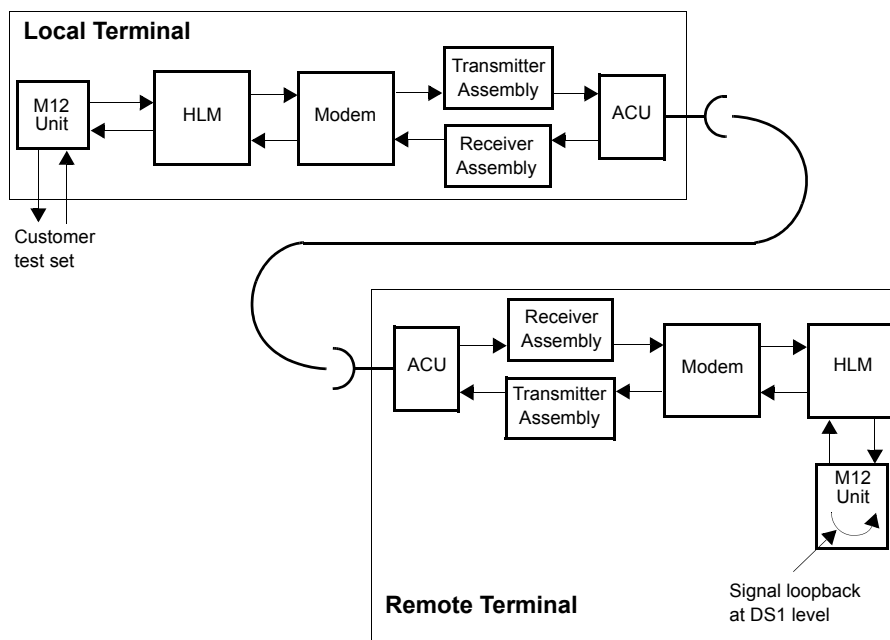 Local Terminal
M12
Unit
HLM
Modem
Transmitter
Assembly
Receiver
Assembly
ACU
Customer
test set
ACU
Receiver
Assembly
Transmitter
Assembly
Modem
HLM
M12
Unit
Signal loopback
at DS1 level
Remote Terminal